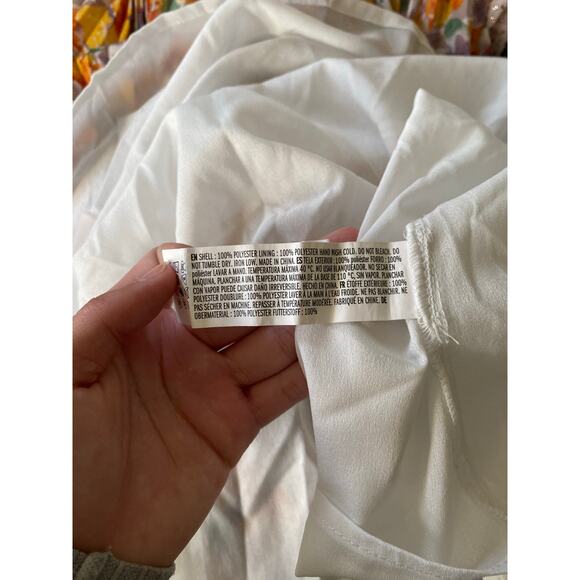 EN SHELL : 100% POLYESTER LINING : 100% POLYESTER HAND WASH COLD. DO NOT BLEACH. DO
NOT TUMBLE DRY, IRON LOW, MADE IN CHINA. ES TELA EXTERIOR : 100% poliéster FORRO : 100%
poliéster LAVAR A MANO, TEMPERATURA MÁXIMA 40 °C, NO USAR BLANQUEADOR. NO SECAR EN
MÁQUINA, PLANCHAR A UNA TEMPERATURA MÁXIMA DE LA BASE DE 110 °C, SIN VAPOR, PLANCHAR
CON VAPOR PUEDE CAUSAR DAÑO IRREVERSIBLE, HECHO EN CHINA. FR ÉTOFFE EXTÉRIEURE : 100%
POLYESTER DOUBLURE : 100% POLYESTER LAVER À LA MAIN À L'EAU FROIDE. NE PAS BLANCHIR, NE
PAS SÉCHER EN MACHINE, REPASSER À TEMPÉRATURE MODÉRÉE, FABRIQUÉ EN CHINE. DE
OBERMATERIAL : 100% POLYESTER FUTTERSTOFF : 100%